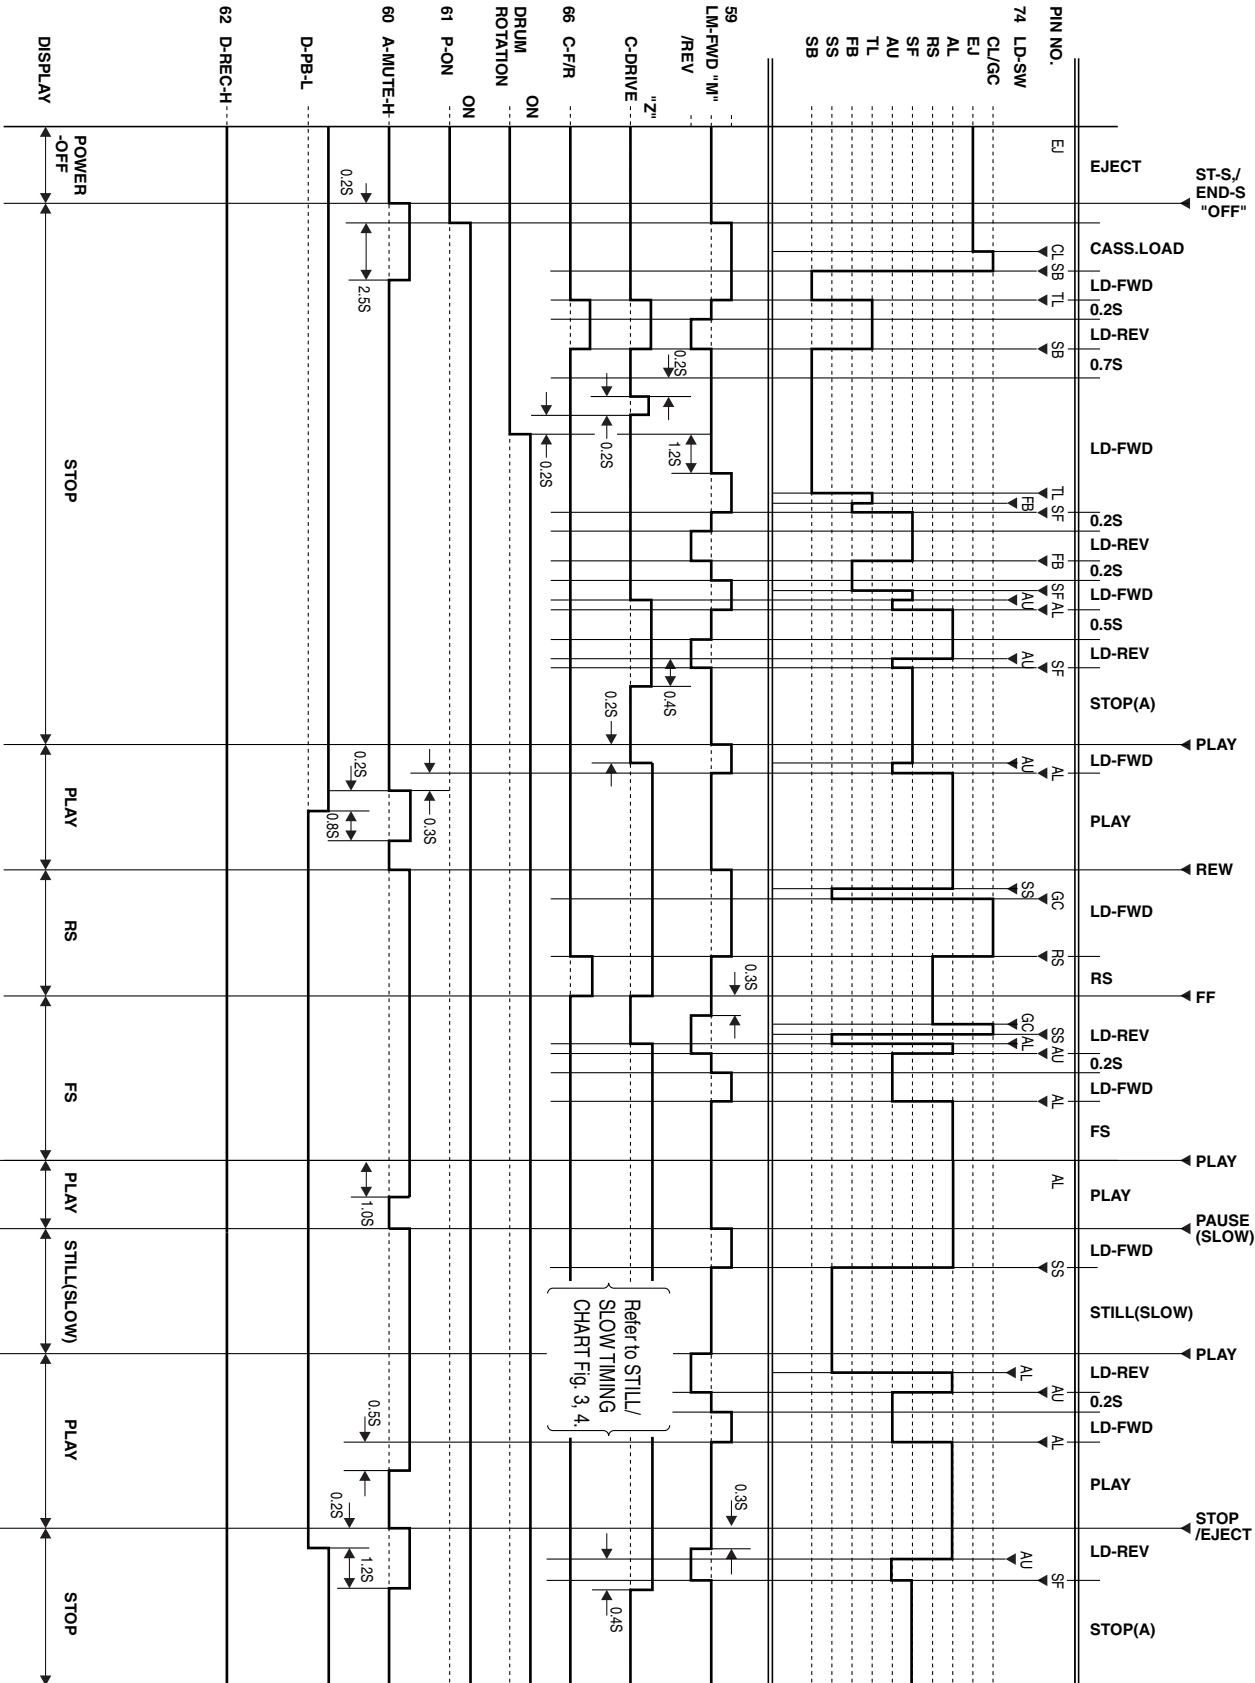 PIN NO.
74 LD-SW
CL/GC
EJ
AL
RS
SF
AU
TL
FB
SS
SB
59
LM-FWD "M"
/REV
"Z"
C-DRIVE
66 C-F/R
ON
DRUM
ROTATION
ON
61 P-ON
60 A-MUTE-H
D-PB-L
62 D-REC-H
DISPLAY
ST-S,/
END-S
"OFF"
PLAY
REW
FF
PLAY
PAUSE
(SLOW)
PLAY
STOP
/EJECT
EJECT
CASS.LOAD
LD-FWD
0.2S
LD-REV
0.7S
LD-FWD
0.2S
LD-REV
0.2S
LD-FWD
0.5S
LD-REV
STOP(A)
LD-FWD
PLAY
LD-FWD
RS
LD-REV
0.2S
LD-FWD
FS
PLAY
LD-FWD
STILL(SLOW)
LD-REV
0.2S
LD-FWD
PLAY
LD-REV
STOP(A)
EJ
CL
SB
TL
SB
TL
FB
SF
FB
SF
AU
AL
AU
SF
AU
AL
SS
GC
RS
GC
SS
AL
AU
AL
AL
SS
AL
AU
AL
AU
SF
0.3S
0.3S
0.2S
1.2S
0.4S
0.2S
0.2S
0.4S
0.2S
Refer to STILL/
SLOW TIMING
CHART Fig. 3, 4.
0.3S
0.2S
2.5S
0.2S
0.8S
1.0S
0.5S
0.2S
1.2S
POWER
-OFF
STOP
PLAY
RS
FS
PLAY
STILL(SLOW)
PLAY
STOP